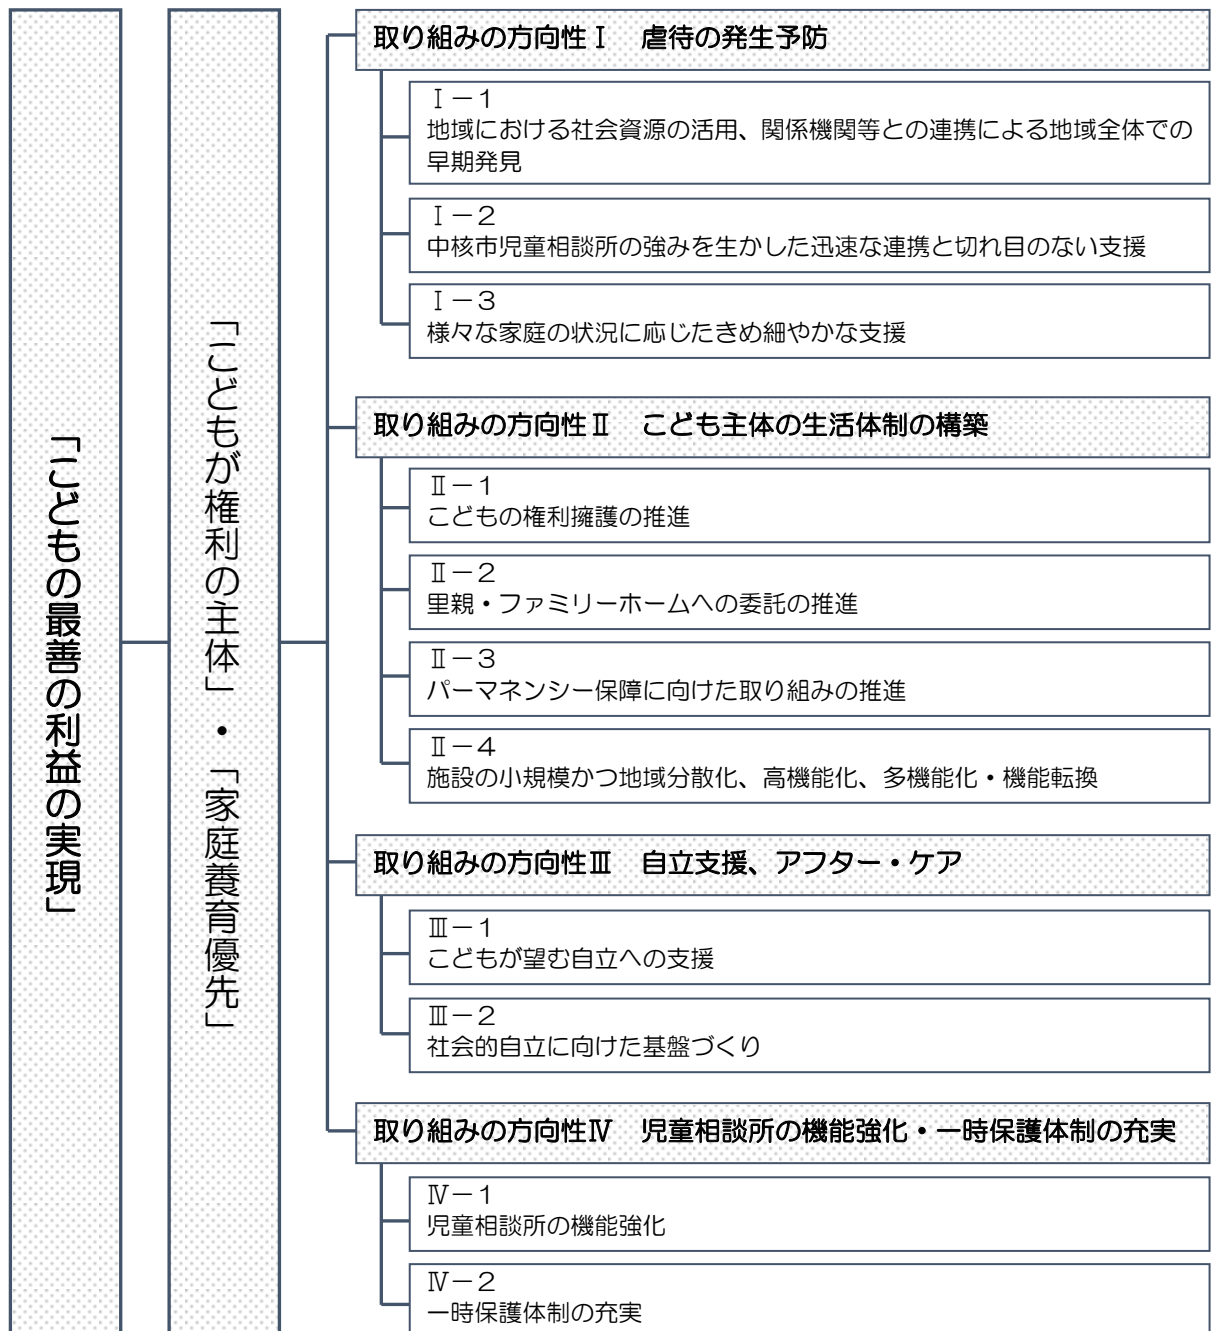 「こどもの最善の利益の実現」
「こどもが権利の主体」・「家庭養育優先」
取り組みの方向性Ⅰ　虐待の発生予防
Ⅰ－１
地域における社会資源の活用、関係機関等との連携による地域全体での
早期発見
Ⅰ－２
中核市児童相談所の強みを生かした迅速な連携と切れ目のない支援
Ⅰ－３
様々な家庭の状況に応じたきめ細やかな支援
取り組みの方向性Ⅱ　こども主体の生活体制の構築
Ⅱ－１
こどもの権利擁護の推進
Ⅱ－２
里親・ファミリーホームへの委託の推進
Ⅱ－３
パーマネンシー保障に向けた取り組みの推進
Ⅱ－４
施設の小規模かつ地域分散化、高機能化、多機能化・機能転換
取り組みの方向性Ⅲ　自立支援、アフター・ケア
Ⅲ－１
こどもが望む自立への支援
Ⅲ－２
社会的自立に向けた基盤づくり
取り組みの方向性Ⅳ　児童相談所の機能強化・一時保護体制の充実
Ⅳ－１
児童相談所の機能強化
Ⅳ－２
一時保護体制の充実